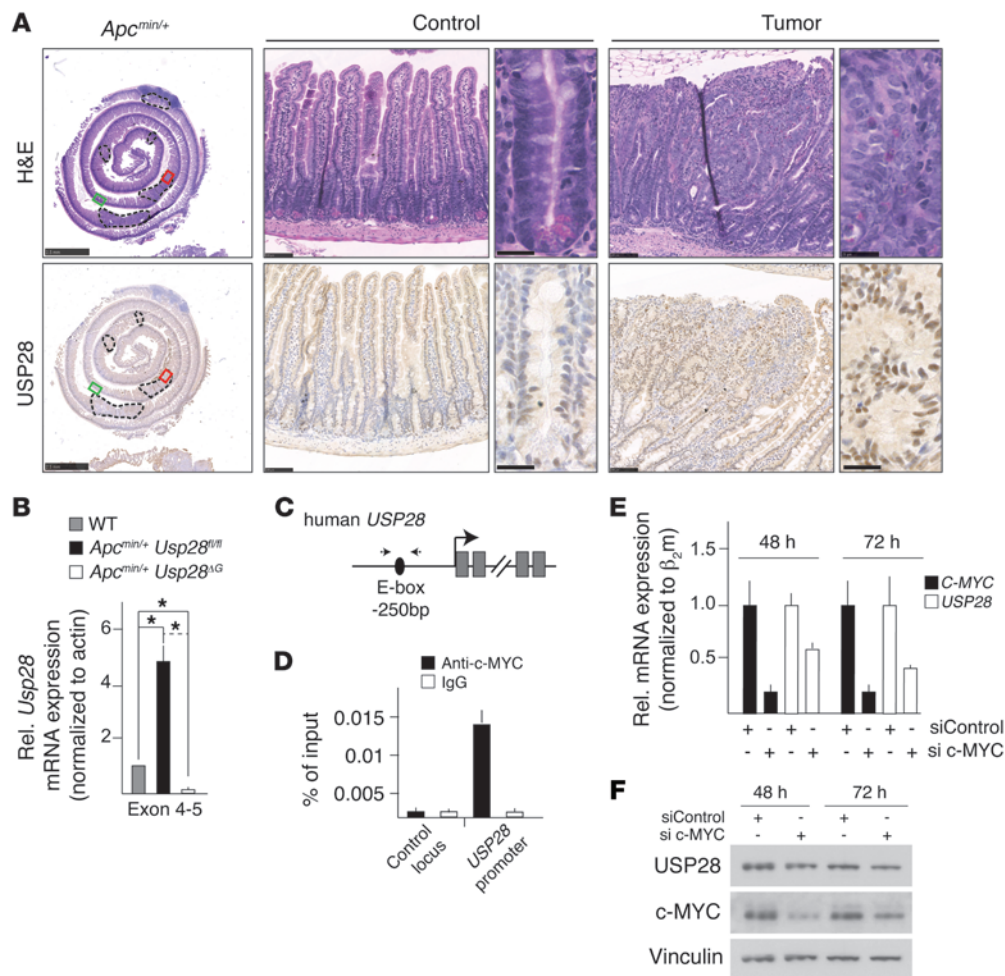 A
Apc^min/+
Control
Tumor
H&E
USP28
B
WT
Apc^min/+ Usp28^fl/fl
Apc^min/+ Usp28^ΔG
Rel. Usp28
mRNA expression
(normalized to actin)
6
4
2
*
*
*
Exon 4-5
C
human USP28
E-box
-250bp
D
Anti-c-MYC
IgG
% of input
0.015
0.01
0.005
Control
locus
USP28
promoter
E
Rel. mRNA expression
(normalized to β₂m)
1.5
1.0
0.5
48 h
72 h
C-MYC
USP28
+ - + - + - + - siControl
- + - + - + - + si c-MYC
F
48 h
72 h
siControl + - + -
si c-MYC - + - +
USP28
c-MYC
Vinculin